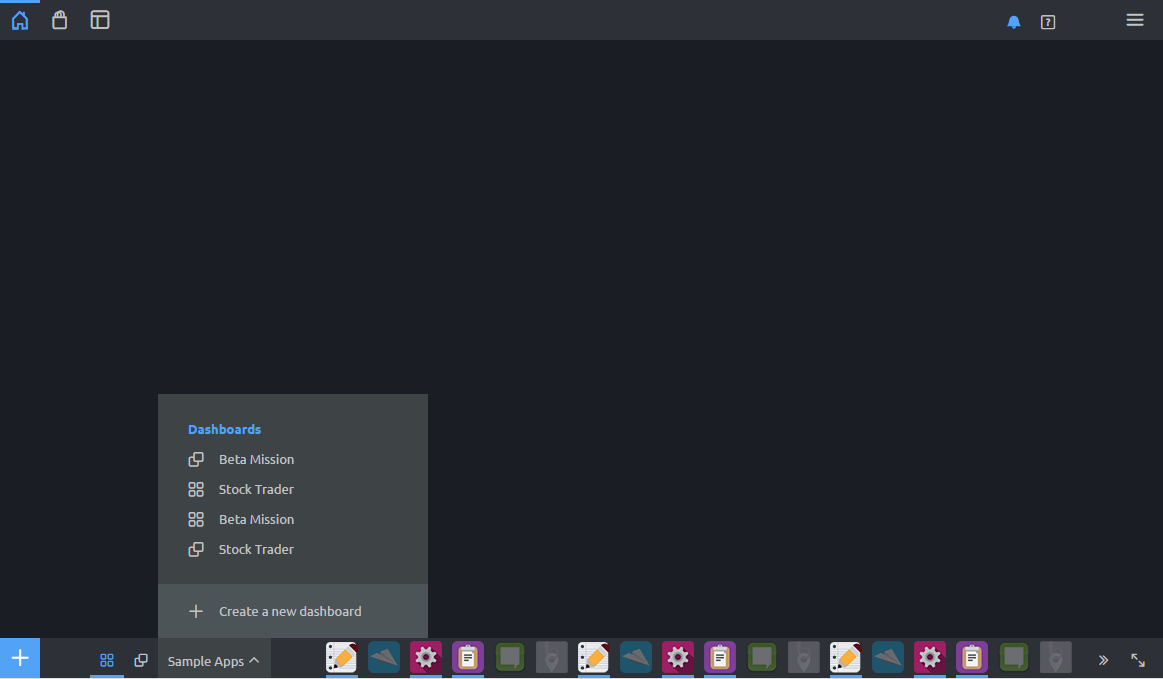 Dashboards
Beta Mission
Stock Trader
Beta Mission
Stock Trader
Create a new dashboard
Sample Apps